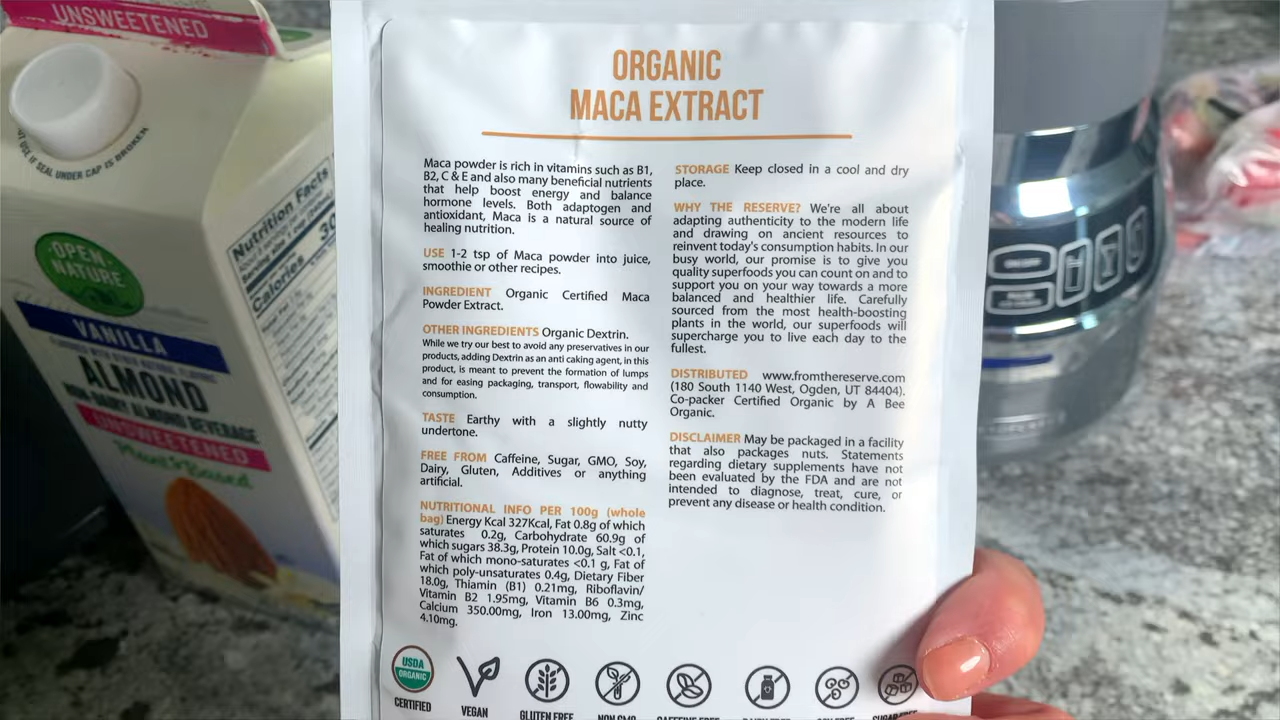 UNSWEETENED
Nutrition Facts
Calories
OPEN
NATURE
VANILLA
ALMOND
NON-DAIRY ALMOND BEVERAGE
UNSWEETENED
Plant Based
ORGANIC
MACA EXTRACT
Maca powder is rich in vitamins such as B1,
B2, C & E and also many beneficial nutrients
that help boost energy and balance
hormone levels. Both adaptogen and
antioxidant, Maca is a natural source of
healing nutrition.
USE 1-2 tsp of Maca powder into juice,
smoothie or other recipes.
INGREDIENT Organic Certified Maca
Powder Extract.
OTHER INGREDIENTS Organic Dextrin.
While we try our best to avoid any preservatives in our
products, adding Dextrin as an anti caking agent, in this
product, is meant to prevent the formation of lumps
and for easing packaging, transport, flowability and
consumption.
TASTE Earthy with a slightly nutty
undertone.
FREE FROM Caffeine, Sugar, GMO, Soy,
Dairy, Gluten, Additives or anything
artificial.
NUTRITIONAL INFO PER 100g (whole
bag) Energy Kcal 327Kcal, Fat 0.8g of which
saturates 0.2g, Carbohydrate 60.9g of
which sugars 38.3g, Protein 10.0g, Salt <0.1,
Fat of which mono-saturates <0.1 g, Fat of
which poly-unsaturates 0.4g, Dietary Fiber
18.0g, Thiamin (B1) 0.21mg, Riboflavin/
Vitamin B2 1.95mg, Vitamin B6 0.3mg,
Calcium 350.00mg, Iron 13.00mg, Zinc
4.10mg.
STORAGE Keep closed in a cool and dry
place.
WHY THE RESERVE? We're all about
adapting authenticity to the modern life
and drawing on ancient resources to
reinvent today's consumption habits. In our
busy world, our promise is to give you
quality superfoods you can count on and to
support you on your way towards a more
balanced and healthier life. Carefully
sourced from the most health-boosting
plants in the world, our superfoods will
supercharge you to live each day to the
fullest.
DISTRIBUTED www.fromthereserve.com
(180 South 1140 West, Ogden, UT 84404).
Co-packer Certified Organic by A Bee
Organic.
DISCLAIMER May be packaged in a facility
that also packages nuts. Statements
regarding dietary supplements have not
been evaluated by the FDA and are not
intended to diagnose, treat, cure, or
prevent any disease or health condition.
USDA
ORGANIC
CERTIFIED
VEGAN
GLUTEN FREE
NON GMO
CAFFEINE FREE
DAIRY FREE
SOY FREE
SUGAR FREE